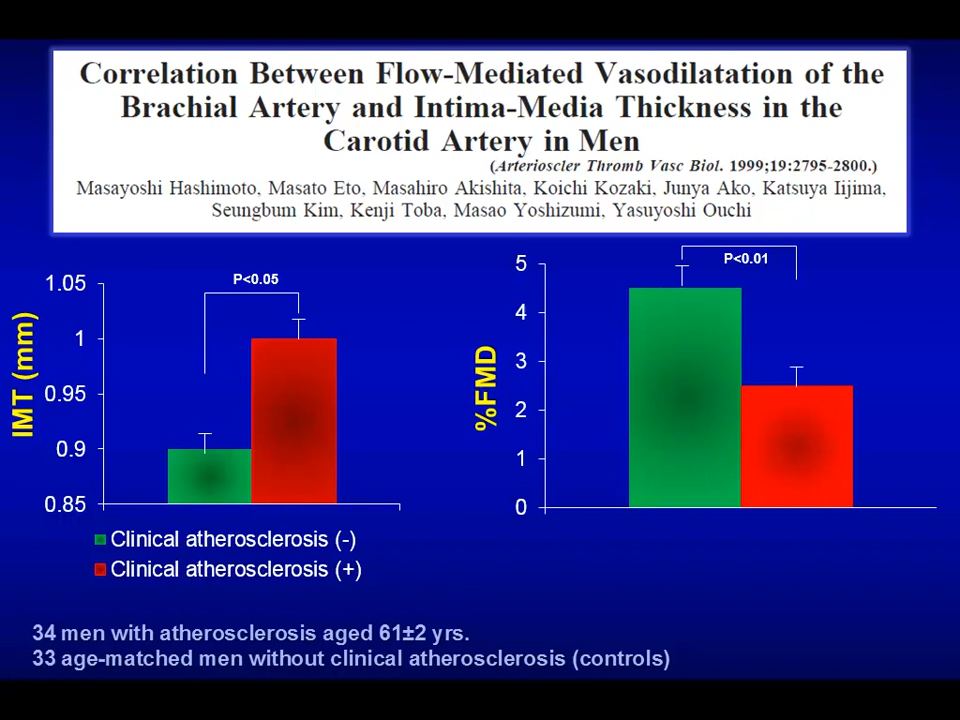 Correlation Between Flow-Mediated Vasodilatation of the
Brachial Artery and Intima-Media Thickness in the
Carotid Artery in Men
(Arterioscler Thromb Vasc Biol. 1999;19:2795-2800.)
Masayoshi Hashimoto, Masato Eto, Masahiro Akishita, Koichi Kozaki, Junya Ako, Katsuya Iijima,
Seungbum Kim, Kenji Toba, Masao Yoshizumi, Yasuyoshi Ouchi
IMT (mm)
1.05
1
0.95
0.9
0.85
P<0.05
%FMD
5
4
3
2
1
0
P<0.01
Clinical atherosclerosis (-)
Clinical atherosclerosis (+)
34 men with atherosclerosis aged 61±2 yrs.
33 age-matched men without clinical atherosclerosis (controls)